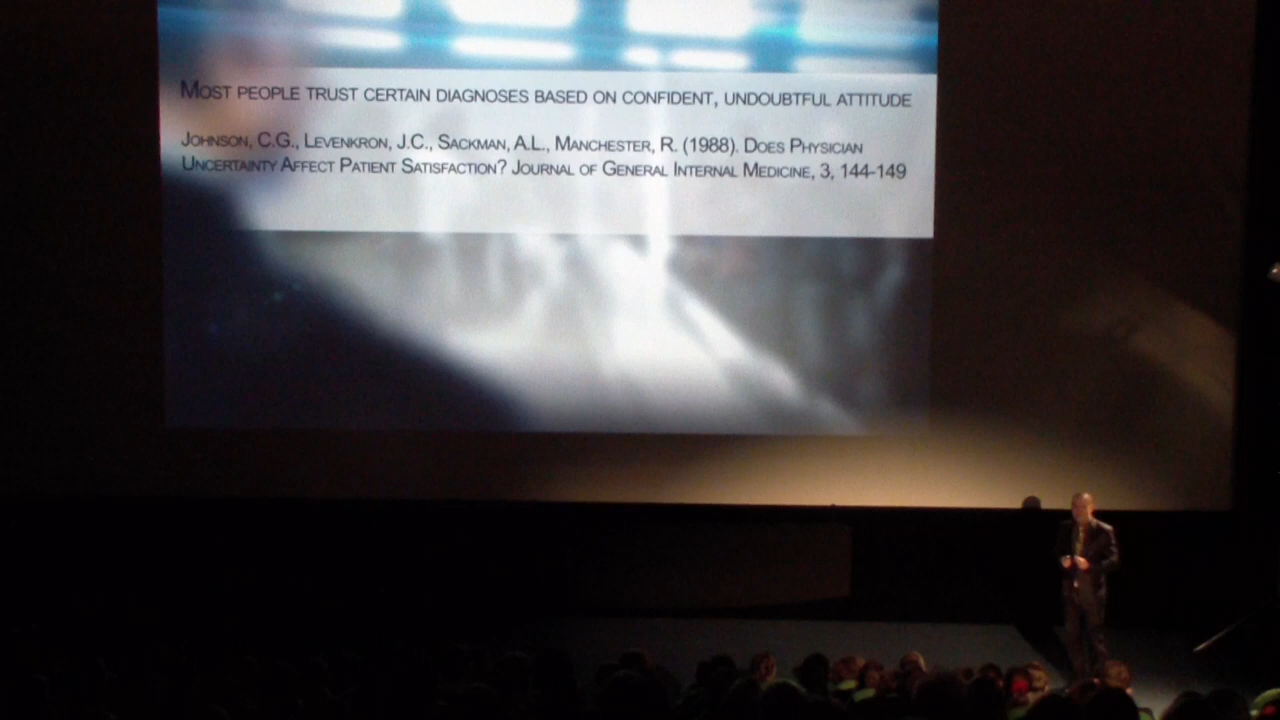 Most people trust certain diagnoses based on confident, undoubtful attitude
Johnson, C.G., Levenkron, J.C., Sackman, A.L., Manchester, R. (1988). Does Physician
Uncertainty Affect Patient Satisfaction? Journal of General Internal Medicine, 3, 144-149